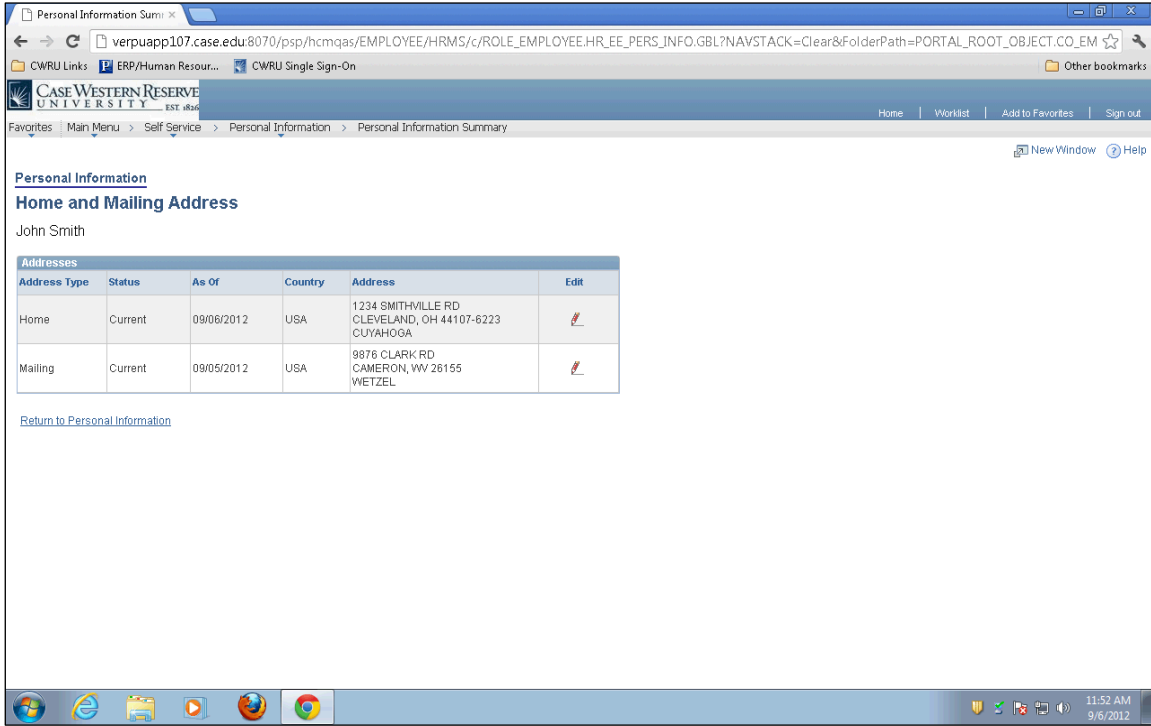 Personal Information Summ
verpuapp107.case.edu:8070/psp/hcmqas/EMPLOYEE/HRMS/c/ROLE_EMPLOYEE.HR_EE_PERS_INFO.GBL?NAVSTACK=Clear&FolderPath=PORTAL_ROOT_OBJECT.CO_EM
CWRU Links ERP/Human Resour... CWRU Single Sign-On Other bookmarks
CASE WESTERN RESERVE
UNIVERSITY EST. 1826
Home | Worklist | Add to Favorites | Sign out
Favorites Main Menu > Self Service > Personal Information > Personal Information Summary
New Window ? Help
Personal Information
Home and Mailing Address
John Smith
Addresses
Address Type Status As Of Country Address Edit
Home Current 09/06/2012 USA 1234 SMITHVILLE RD
CLEVELAND, OH 44107-6223
CUYAHOGA
Mailing Current 09/05/2012 USA 9876 CLARK RD
CAMERON, WV 26155
WETZEL
Return to Personal Information
11:52 AM
9/6/2012